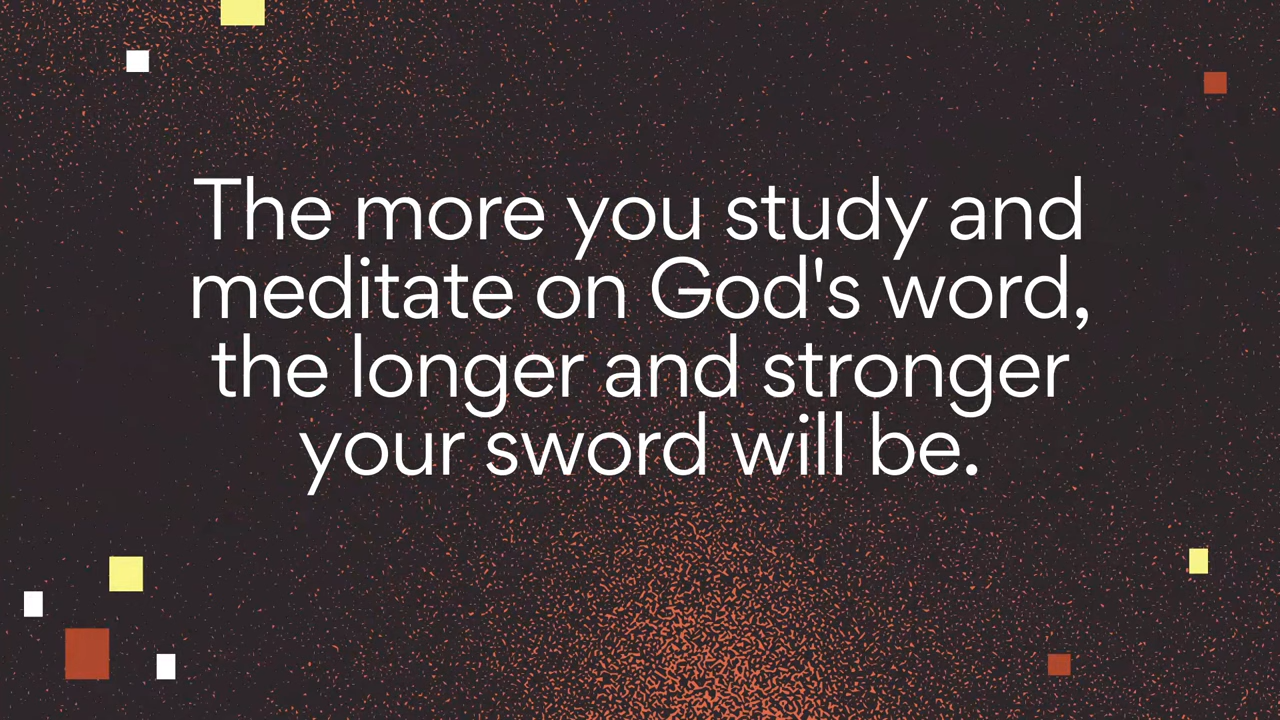 The more you study and
meditate on God's word,
the longer and stronger
your sword will be.